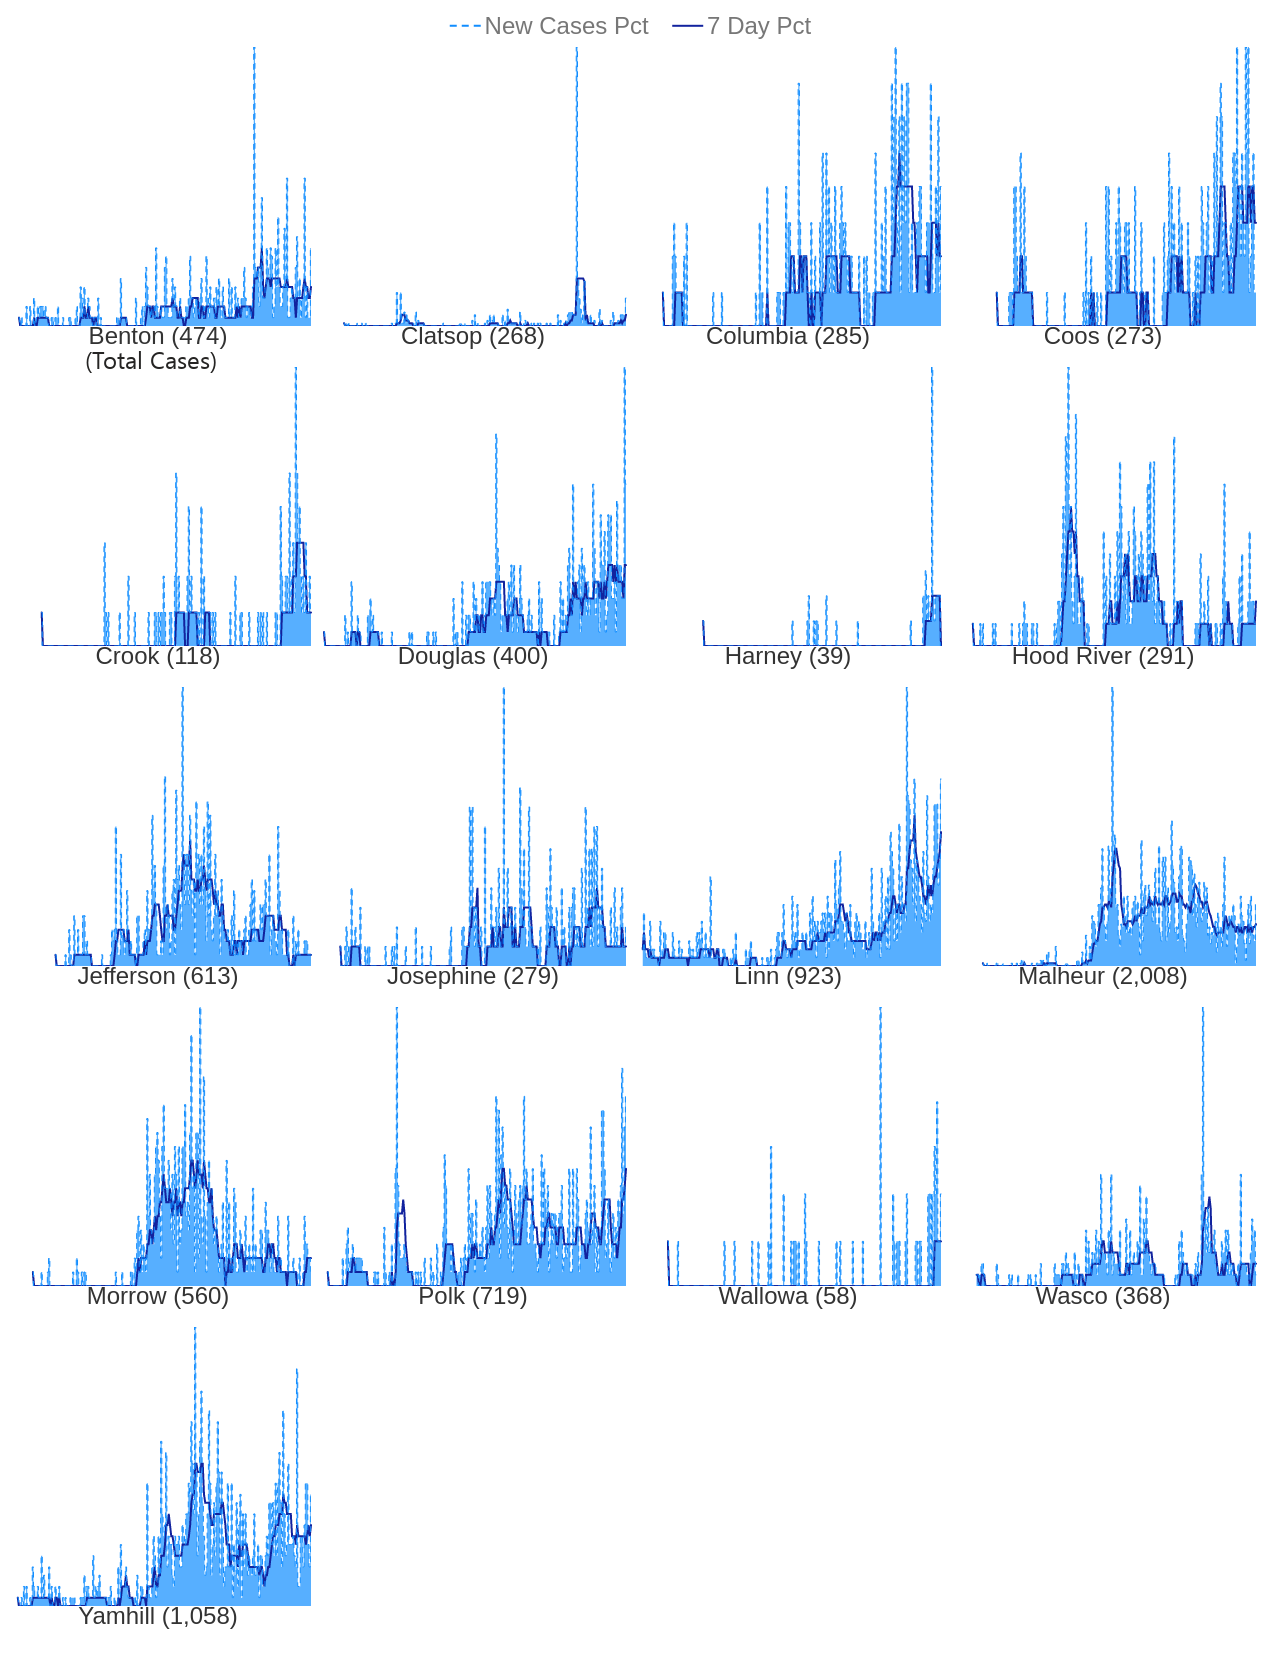 New Cases Pct 7 Day Pct
Benton (474) Clatsop (268) Columbia (285) Coos (273)
(Total Cases)
Crook (118) Douglas (400) Harney (39) Hood River (291)
Jefferson (613) Josephine (279) Linn (923) Malheur (2,008)
Morrow (560) Polk (719) Wallowa (58) Wasco (368)
Yamhill (1,058)